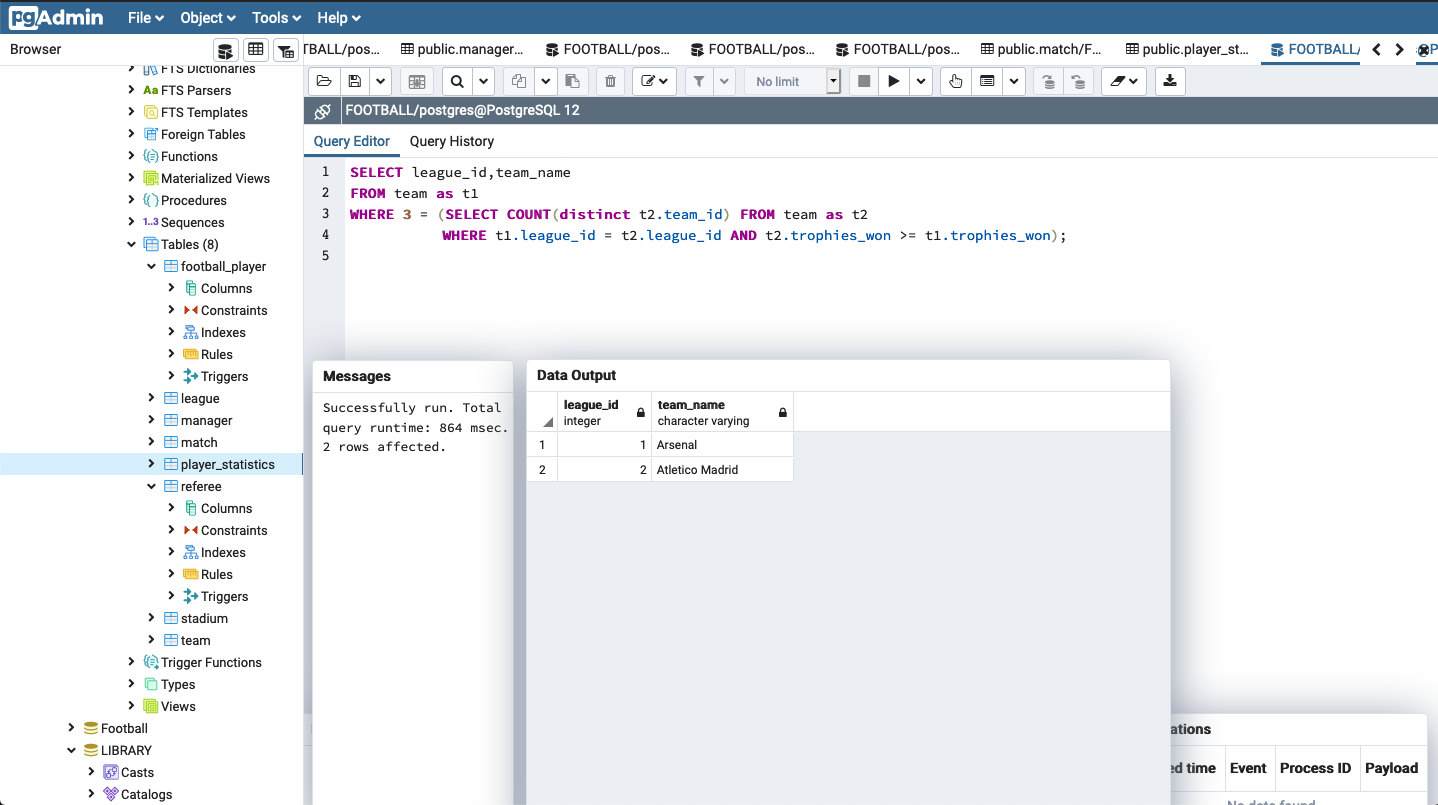 pgAdmin File Object Tools Help
Browser
TBALL/pos... public.manager... FOOTBALL/pos... FOOTBALL/pos... FOOTBALL/pos... public.match/F... public.player_st... FOOTBALL/
No limit
FOOTBALL/postgres@PostgreSQL 12
Query Editor Query History
1 SELECT league_id,team_name
2 FROM team as t1
3 WHERE 3 = (SELECT COUNT(distinct t2.team_id) FROM team as t2
4 WHERE t1.league_id = t2.league_id AND t2.trophies_won >= t1.trophies_won);
5
FTS Dictionaries
FTS Parsers
FTS Templates
Foreign Tables
Functions
Materialized Views
Procedures
1..3 Sequences
Tables (8)
football_player
Columns
Constraints
Indexes
Rules
Triggers
league
manager
match
player_statistics
referee
Columns
Constraints
Indexes
Rules
Triggers
stadium
team
Trigger Functions
Types
Views
Football
LIBRARY
Casts
Catalogs
Messages
Successfully run. Total
query runtime: 864 msec.
2 rows affected.
Data Output
league_id team_name
integer character varying
1 1 Arsenal
2 2 Atletico Madrid
ations
ed time Event Process ID Payload
No data found